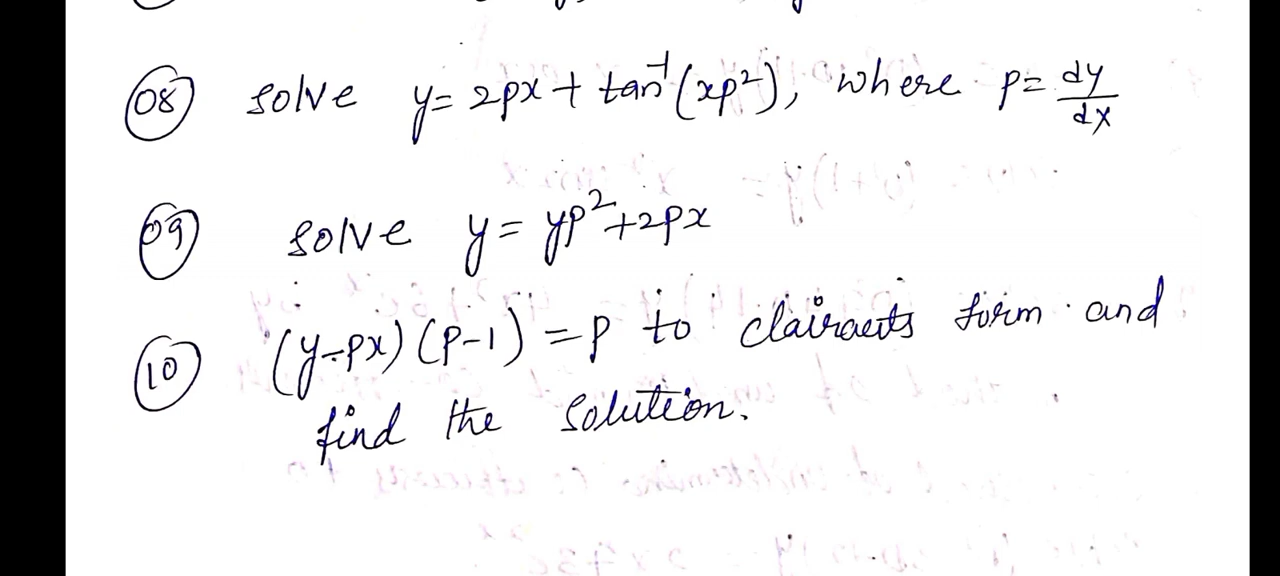 08 solve y = 2px + tan⁻¹(xp²), where p = dy/dx
09 solve y = yp² + 2px
10 (y-px)(p-1) = p to clairauts form and
find the solution.